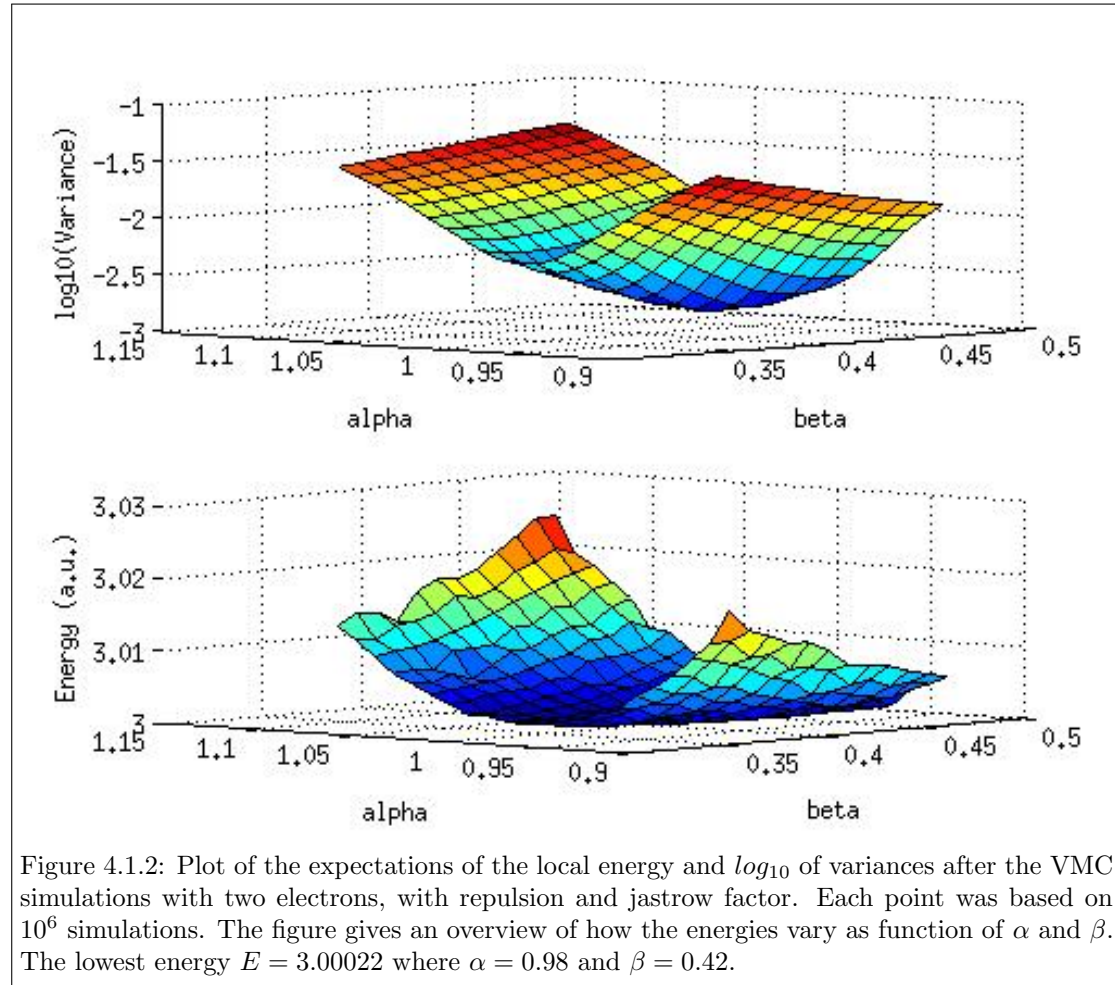 -1
-1.5
-2
-2.5
-3
log10(Variance)
1.15
1.1
1.05
1
0.95
0.9
0.35
0.4
0.45
0.5
alpha
beta
3.03
3.02
3.01
3
Energy (a.u.)
1.15
1.1
1.05
1
0.95
0.9
0.35
0.4
0.45
0.5
alpha
beta
Figure 4.1.2: Plot of the expectations of the local energy and log₁₀ of variances after the VMC
simulations with two electrons, with repulsion and jastrow factor. Each point was based on
10⁶ simulations. The figure gives an overview of how the energies vary as function of α and β.
The lowest energy E = 3.00022 where α = 0.98 and β = 0.42.